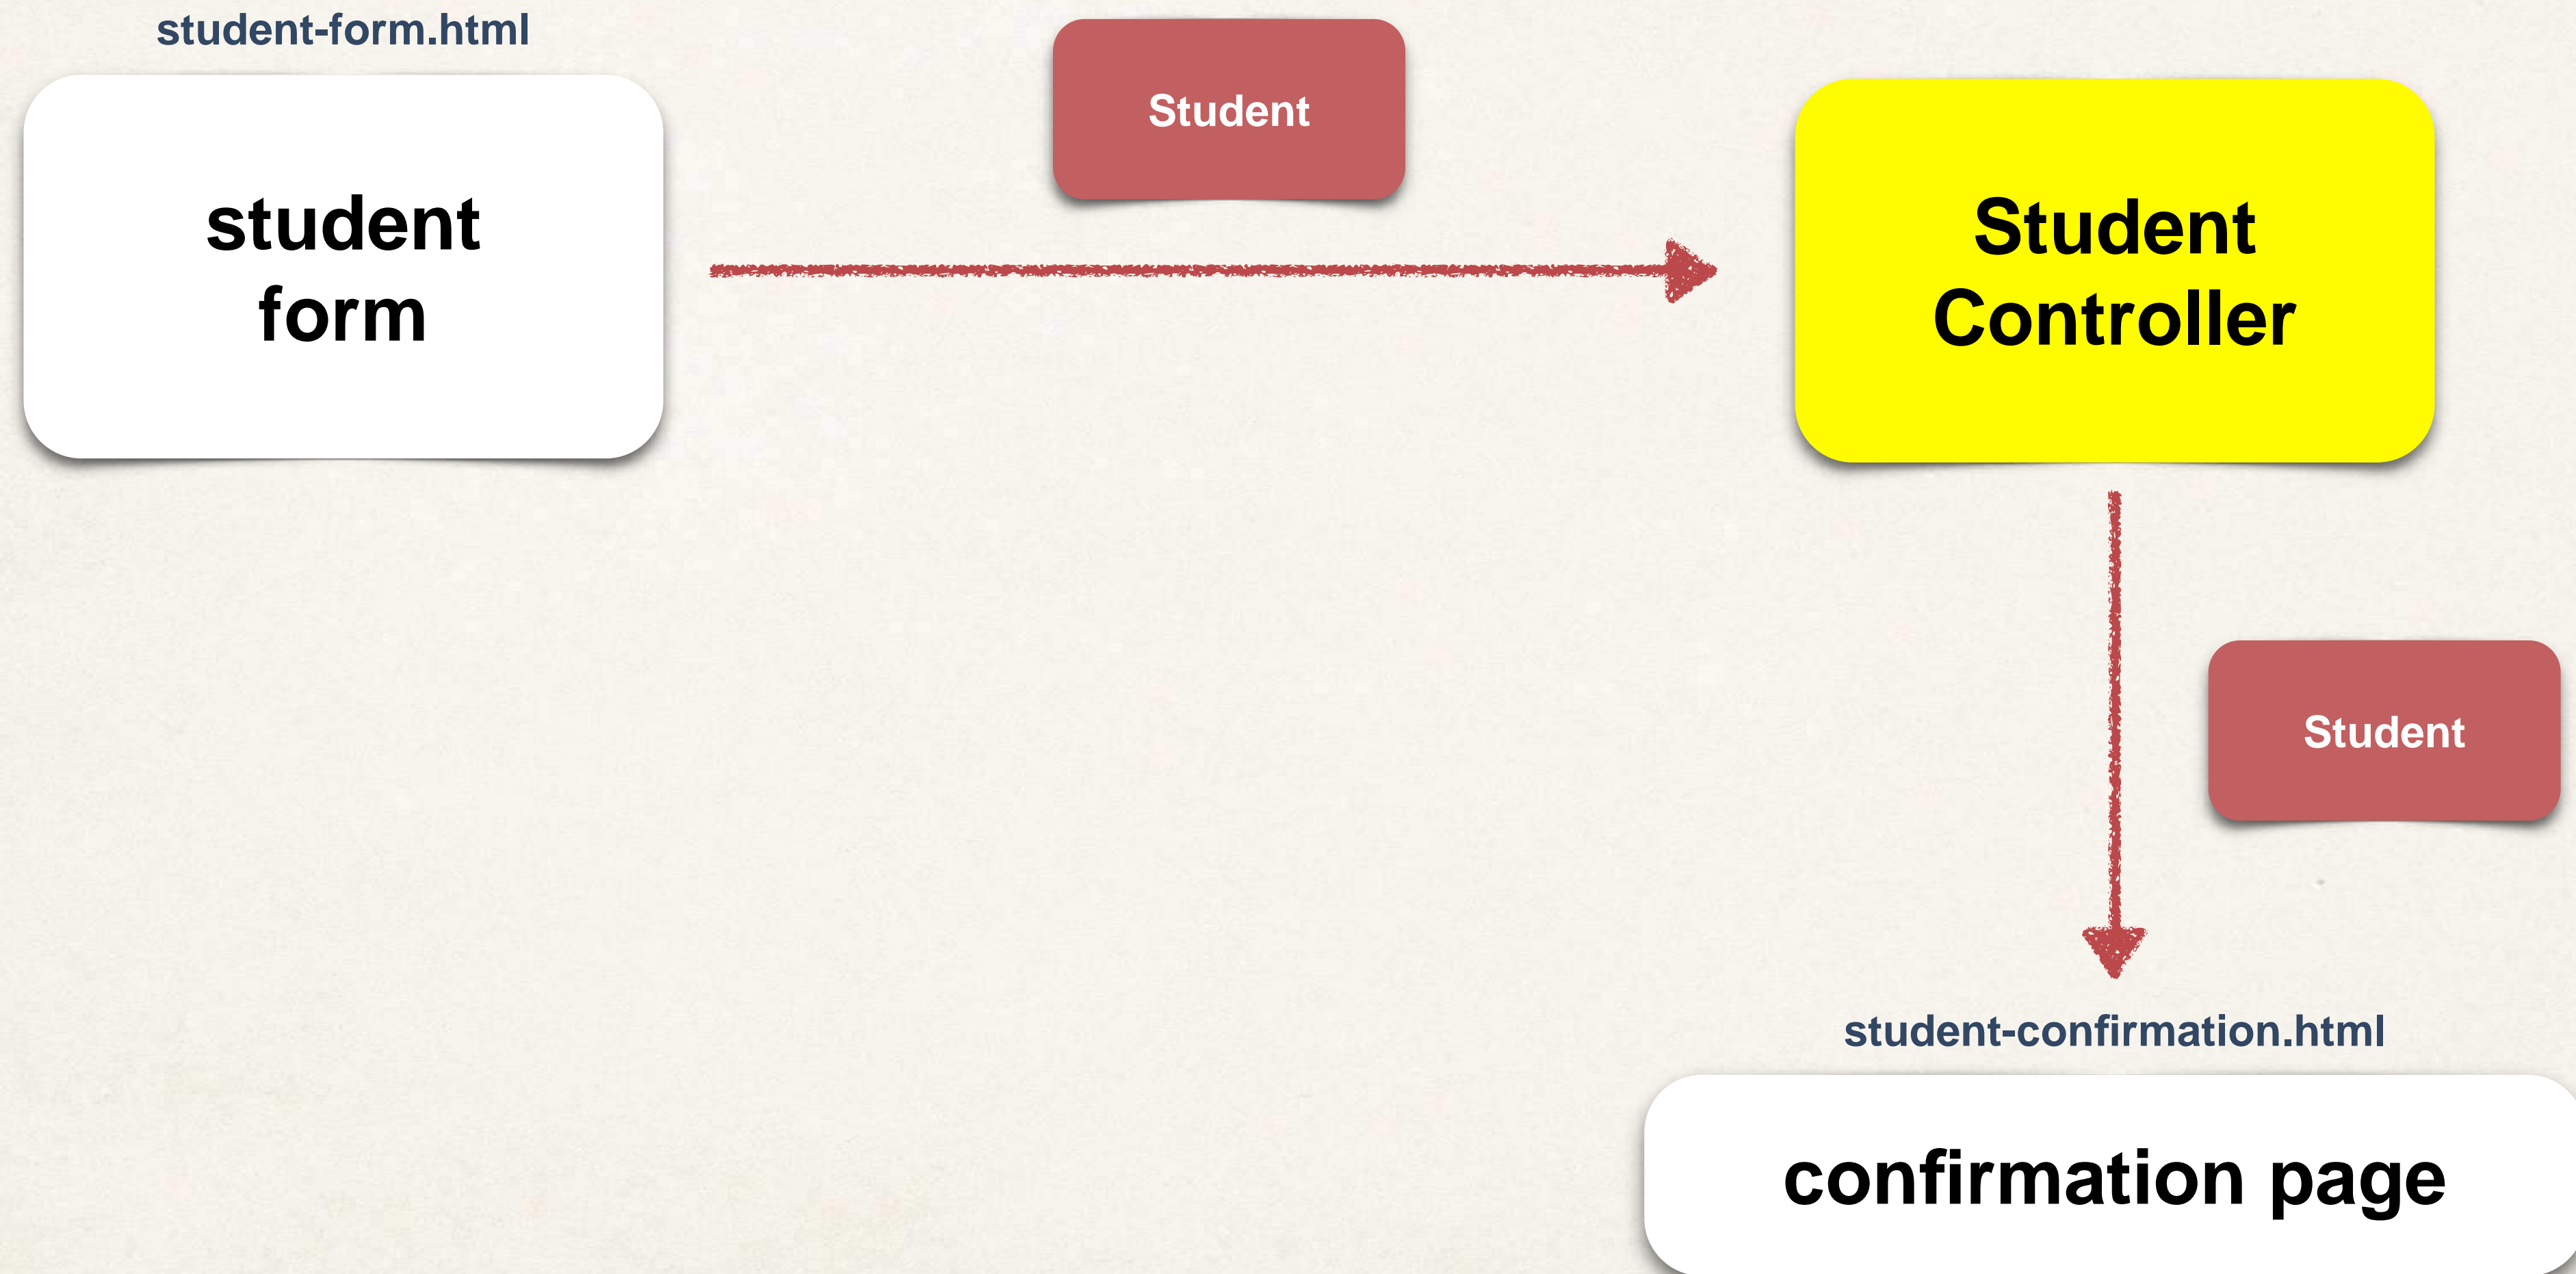 student-form.html
student
form
Student
Student
Controller
Student
student-confirmation.html
confirmation page